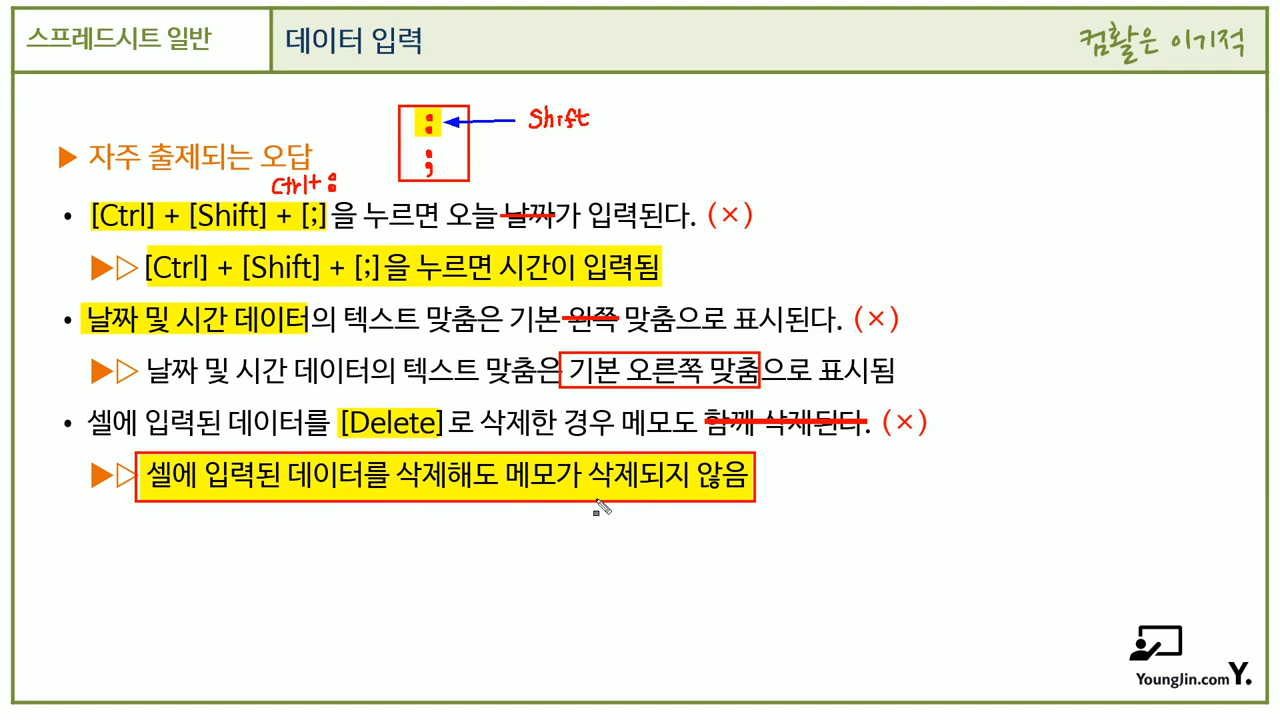 스프레드시트 일반
데이터 입력
컴활은 이기적
:
Shift
;
▶ 자주 출제되는 오답
Ctrl+ :
• [Ctrl] + [Shift] + [;]을 누르면 오늘 날짜가 입력된다. (×)
▶▷ [Ctrl] + [Shift] + [;]을 누르면 시간이 입력됨
• 날짜 및 시간 데이터의 텍스트 맞춤은 기본 왼쪽 맞춤으로 표시된다. (×)
▶▷ 날짜 및 시간 데이터의 텍스트 맞춤은 기본 오른쪽 맞춤으로 표시됨
• 셀에 입력된 데이터를 [Delete]로 삭제한 경우 메모도 함께 삭제된다. (×)
▶▷ 셀에 입력된 데이터를 삭제해도 메모가 삭제되지 않음
YoungJin.com Y.